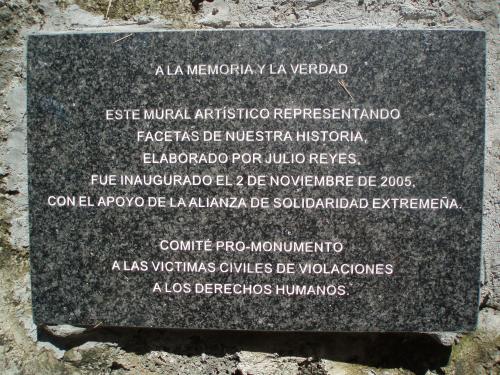 A LA MEMORIA Y LA VERDAD
ESTE MURAL ARTÍSTICO REPRESENTANDO
FACETAS DE NUESTRA HISTORIA,
ELABORADO POR JULIO REYES,
FUE INAUGURADO EL 2 DE NOVIEMBRE DE 2005,
CON EL APOYO DE LA ALIANZA DE SOLIDARIDAD EXTREMEÑA.
COMITÉ PRO-MONUMENTO
A LAS VICTIMAS CIVILES DE VIOLACIONES
A LOS DERECHOS HUMANOS.